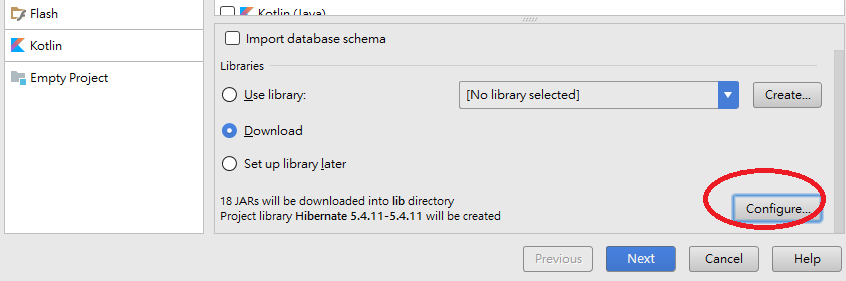 Flash
Kotlin
Empty Project
Kotlin (Java)
Import database schema
Libraries
Use library:
[No library selected]
Create...
Download
Set up library later
18 JARs will be downloaded into lib directory
Project library Hibernate 5.4.11-5.4.11 will be created
Configure...
Previous
Next
Cancel
Help